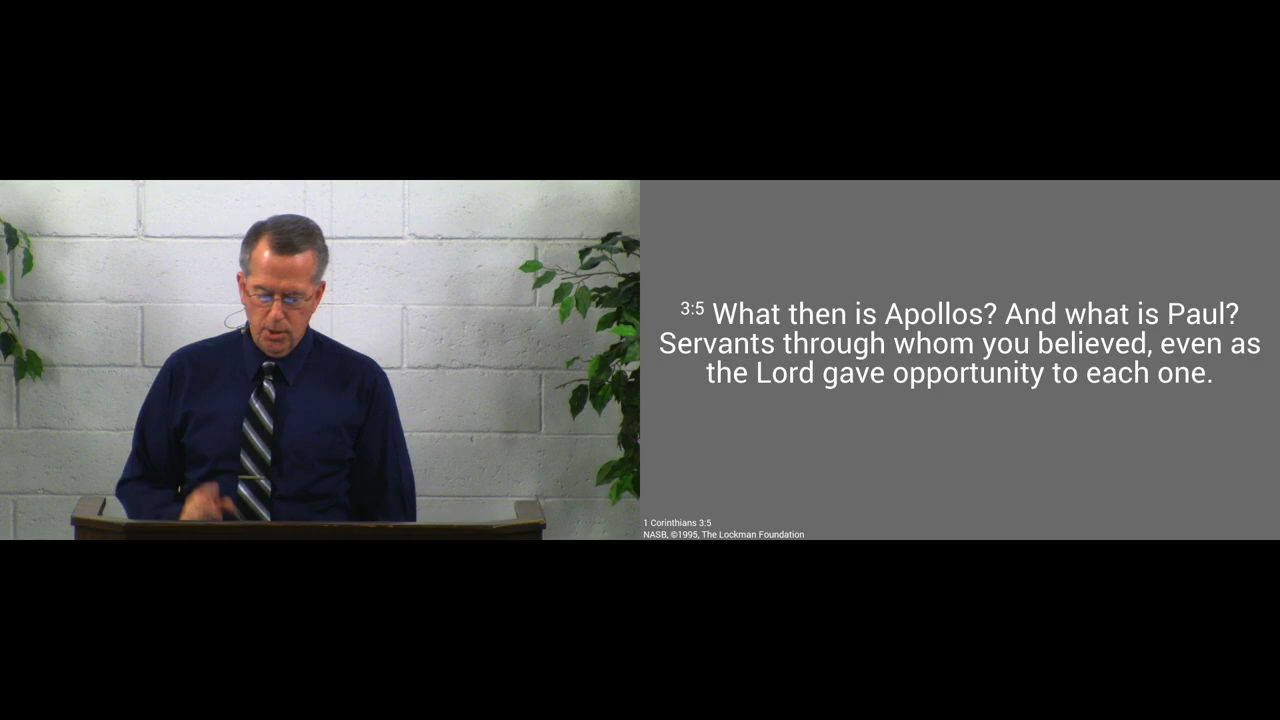 3:5 What then is Apollos? And what is Paul?
Servants through whom you believed, even as
the Lord gave opportunity to each one.
1 Corinthians 3:5
NASB, ©1995, The Lockman Foundation